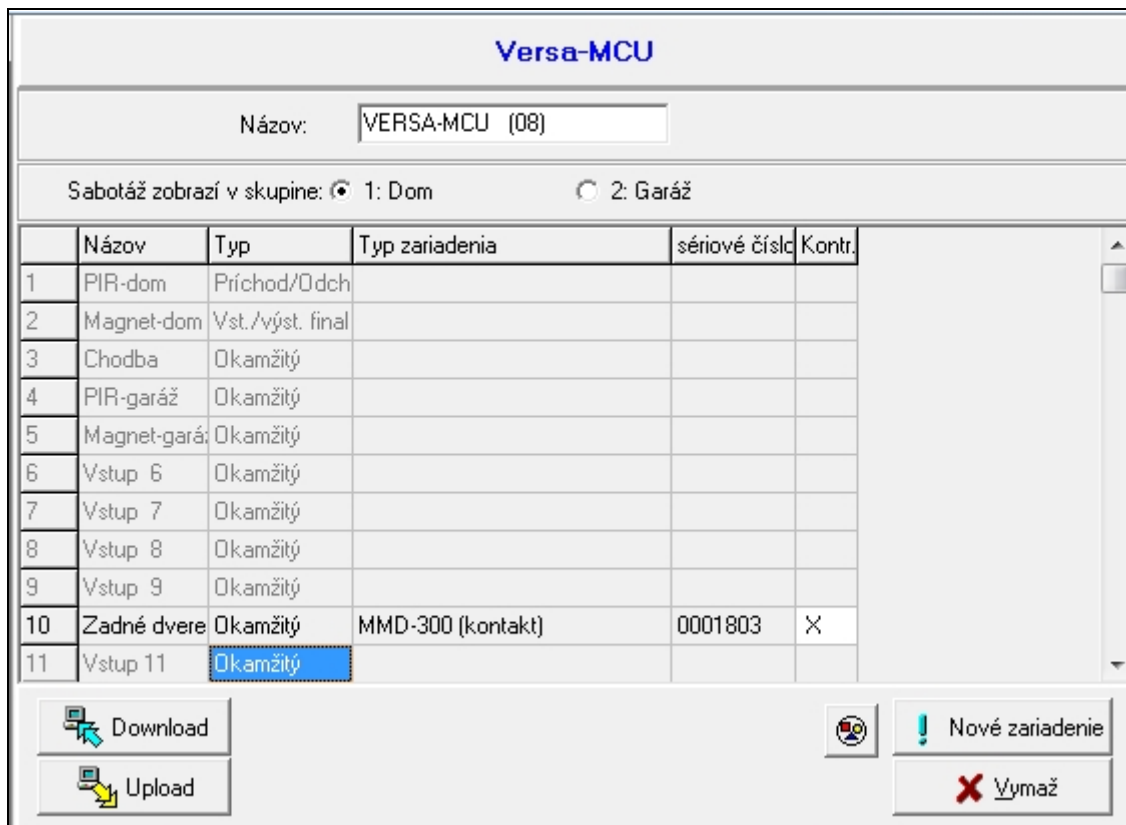 Versa-MCU
Názov: VERSA-MCU (08)
Sabotáž zobrazí v skupine: 1: Dom 2: Garáž
Názov Typ Typ zariadenia sériové číslo Kontr.
1 PIR-dom Príchod/Odch
2 Magnet-dom Vst./výst. final
3 Chodba Okamžitý
4 PIR-garáž Okamžitý
5 Magnet-garáž Okamžitý
6 Vstup 6 Okamžitý
7 Vstup 7 Okamžitý
8 Vstup 8 Okamžitý
9 Vstup 9 Okamžitý
10 Zadné dvere Okamžitý MMD-300 (kontakt) 0001803 X
11 Vstup 11 Okamžitý
Download Nové zariadenie
Upload Vymaž